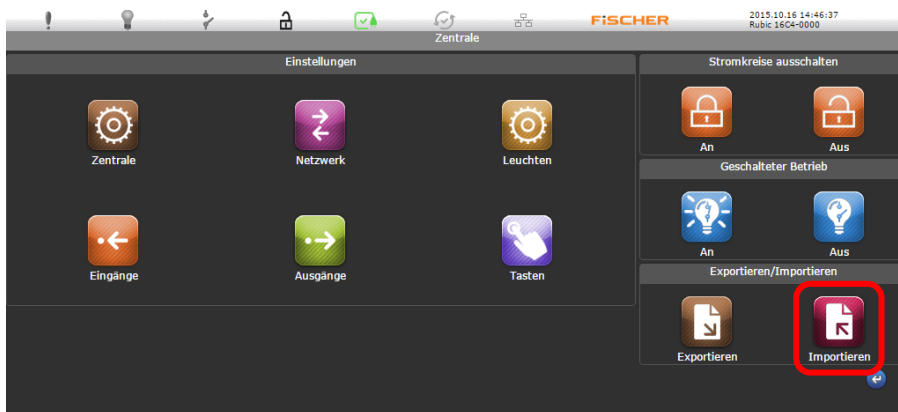 FiSCHER
2015.10.16 14:46:37
Rubic 16C4-0000
Zentrale
Einstellungen
Zentrale
Netzwerk
Leuchten
Eingänge
Ausgänge
Tasten
Stromkreise ausschalten
An
Aus
Geschalteter Betrieb
An
Aus
Exportieren/Importieren
Exportieren
Importieren